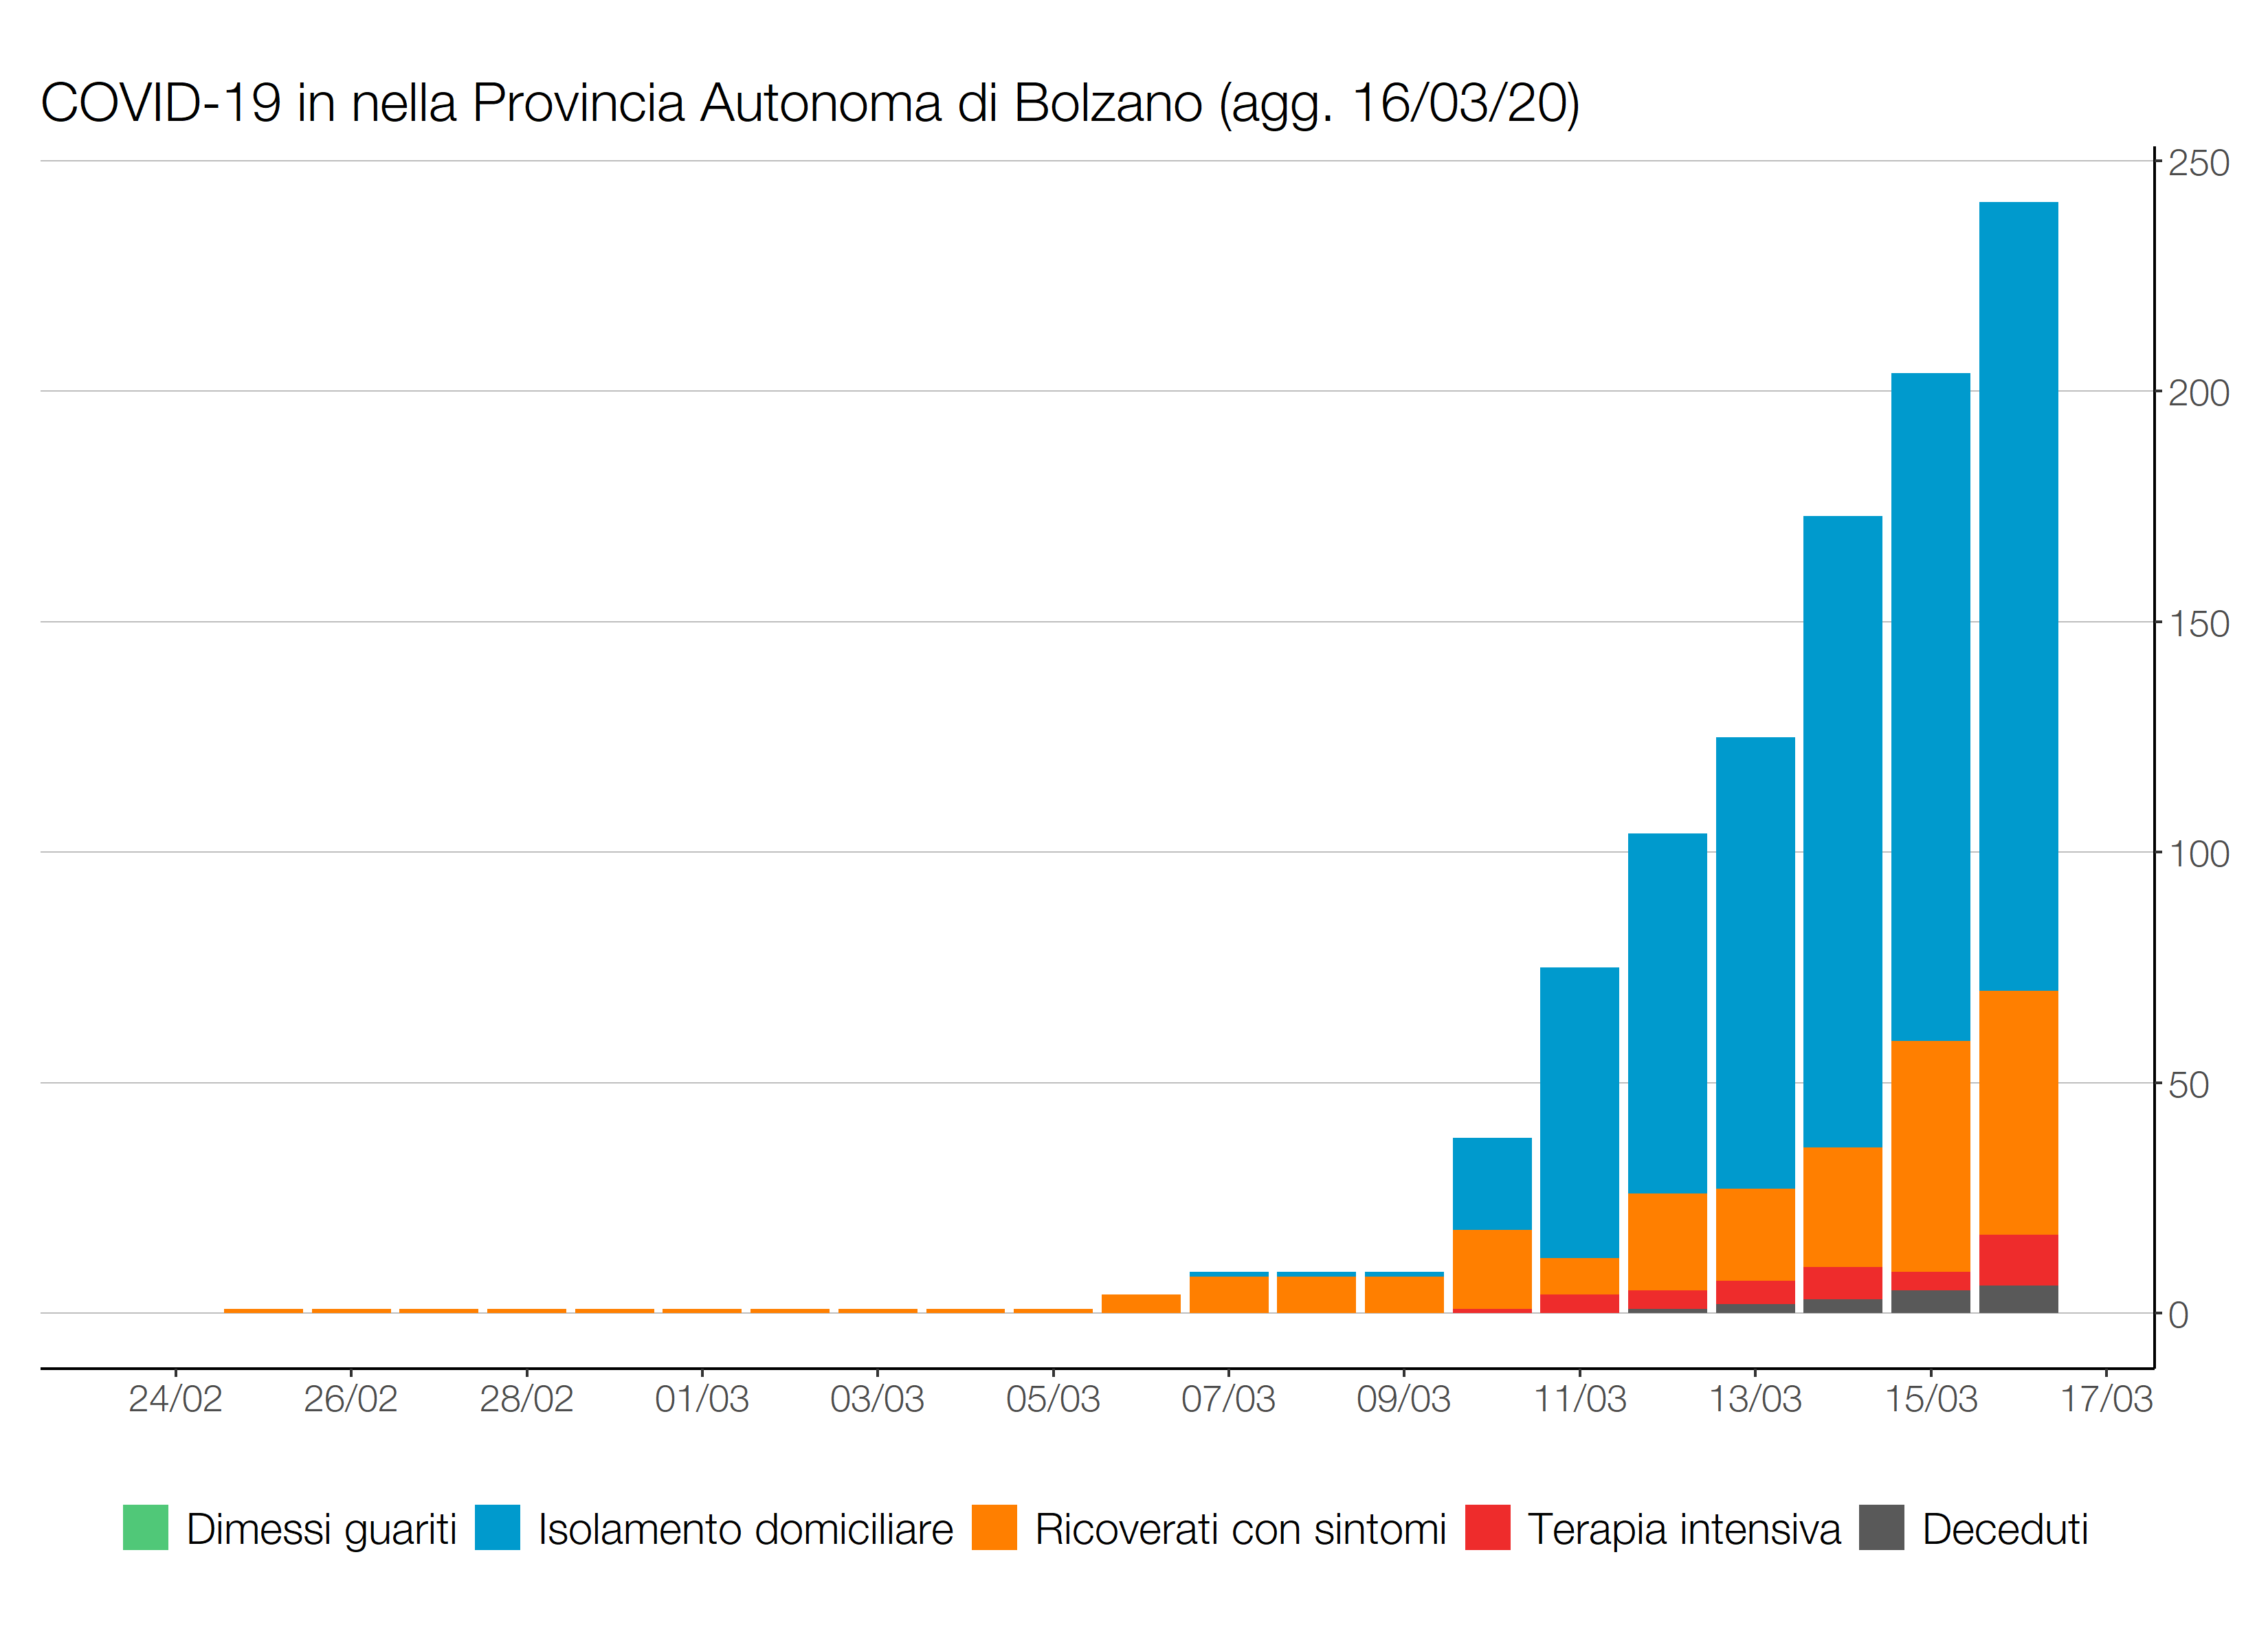 COVID-19 in nella Provincia Autonoma di Bolzano (agg. 16/03/20)
250
200
150
100
50
0
24/02 26/02 28/02 01/03 03/03 05/03 07/03 09/03 11/03 13/03 15/03 17/03
Dimessi guariti Isolamento domiciliare Ricoverati con sintomi Terapia intensiva Deceduti